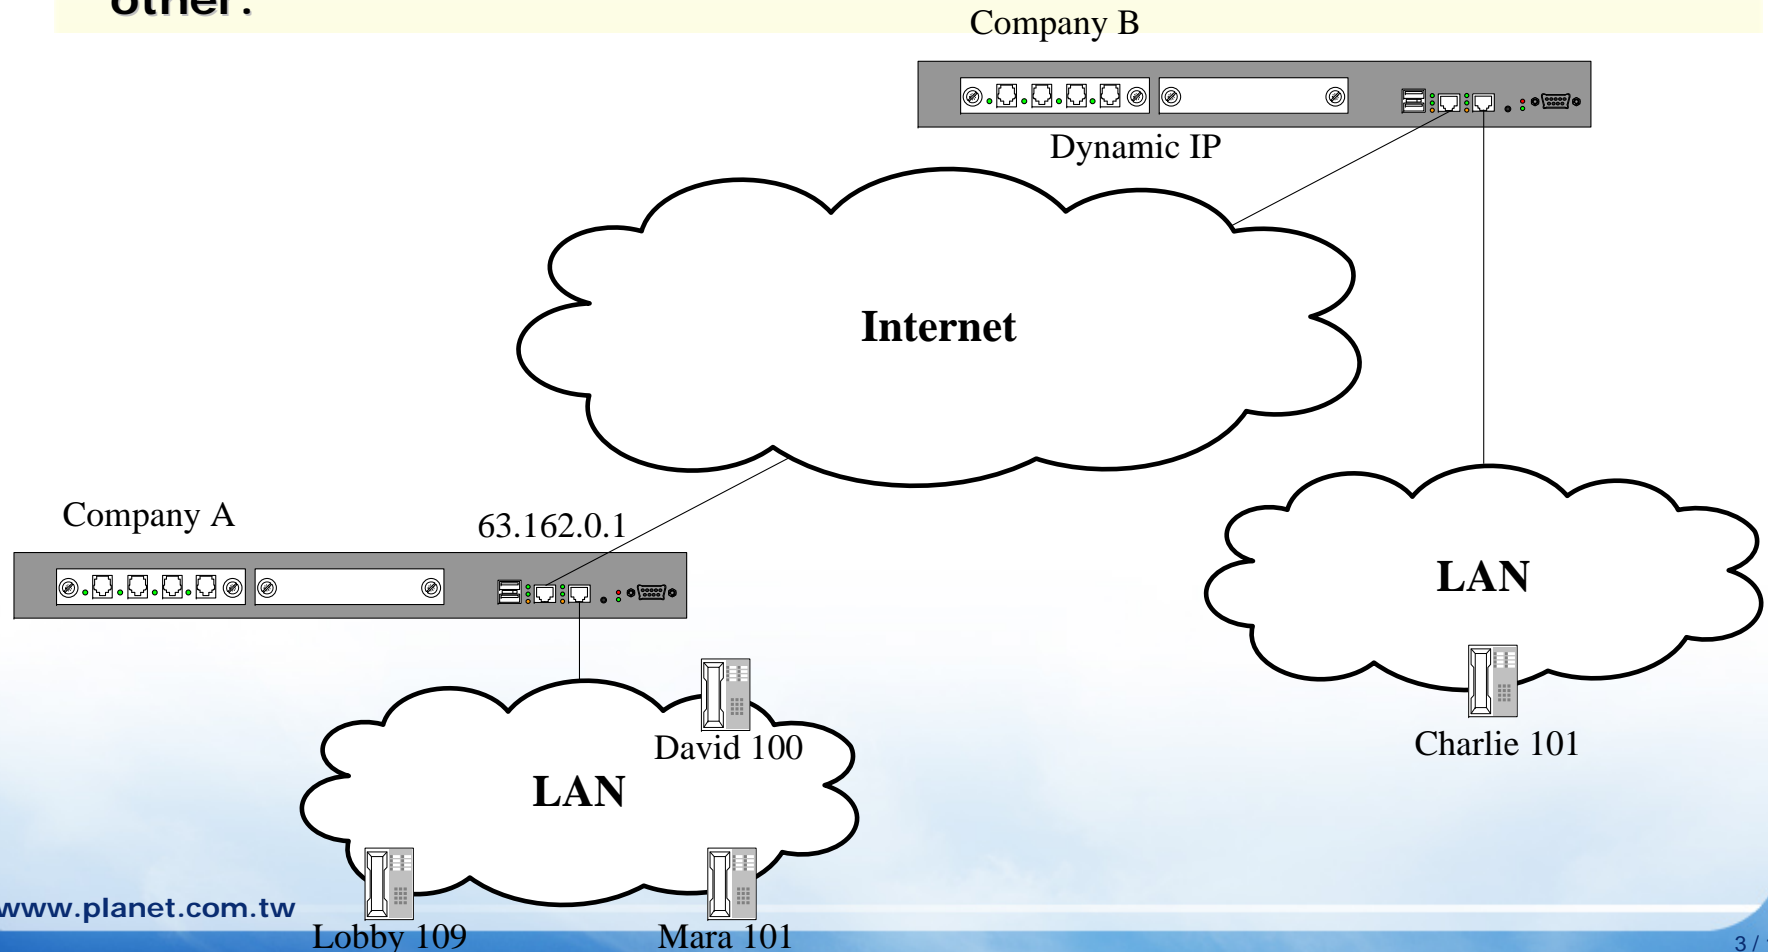 other.
Company B
Dynamic IP
Internet
Company A
63.162.0.1
LAN
David 100
Charlie 101
LAN
www.planet.com.tw
Lobby 109
Mara 101
3 /